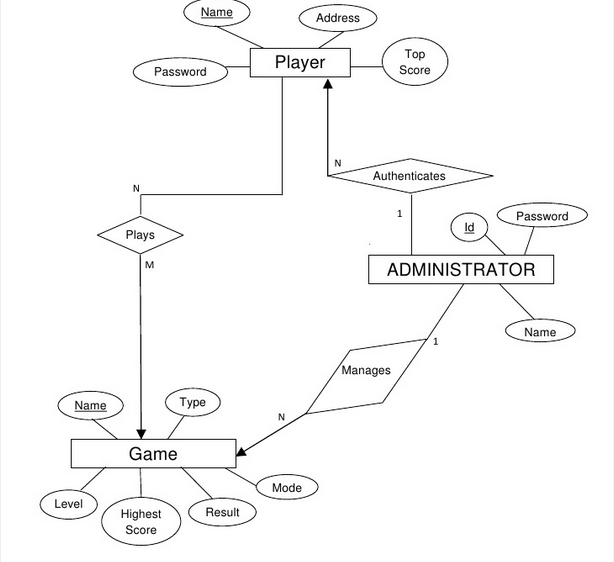 Name
Address
Player
Top
Score
Password
N
Authenticates
N
1
Plays
M
Id
Password
ADMINISTRATOR
Name
1
Manages
N
Name
Type
Game
Level
Highest
Score
Result
Mode